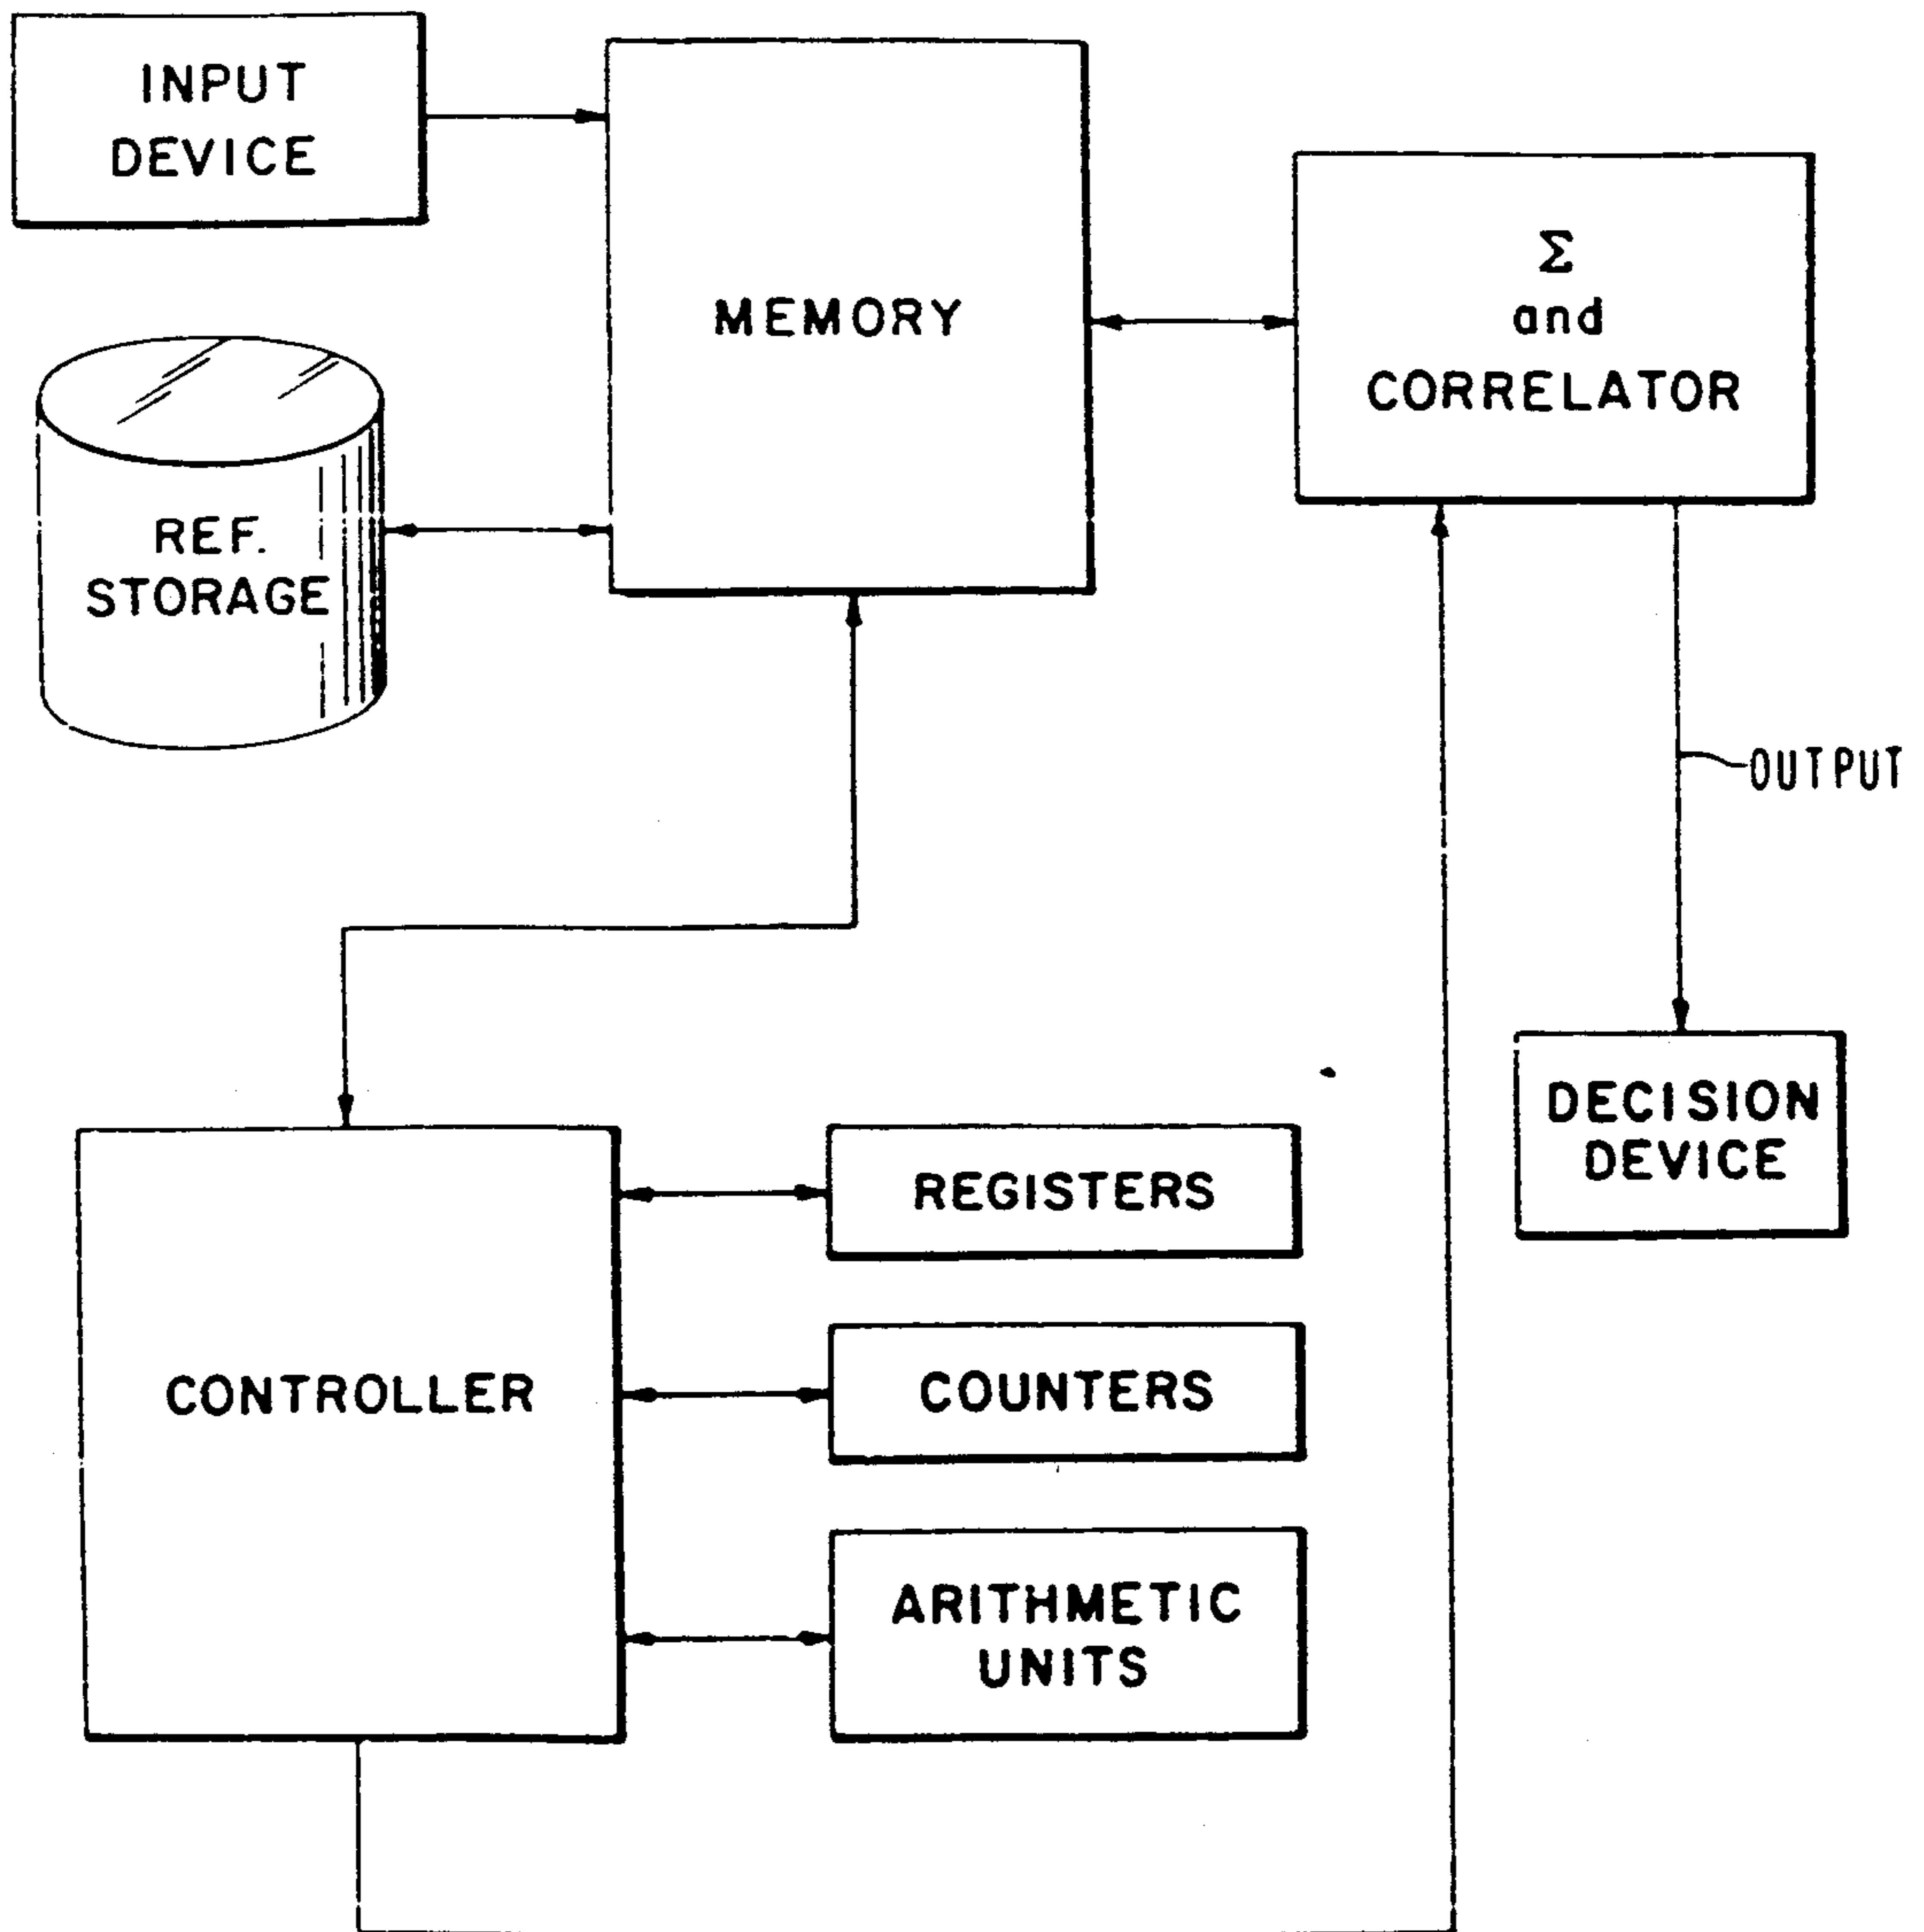 INPUT
DEVICE
MEMORY
Σ
and
CORRELATOR
REF.
STORAGE
OUTPUT
DECISION
DEVICE
REGISTERS
CONTROLLER
COUNTERS
ARITHMETIC
UNITS